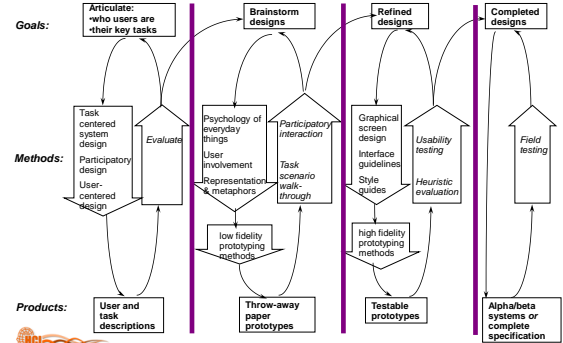 Goals:
Articulate:
•who users are
•their key tasks
Brainstorm
designs
Refined
designs
Completed
designs
Methods:
Task
centered
system
design
Participatory
design
User-
centered
design
Evaluate
Psychology of
everyday
things
User
involvement
Representation
& metaphors
low fidelity
prototyping
methods
Participatory
interaction
Task
scenario
walk-
through
Graphical
screen
design
Interface
guidelines
Style
guides
high fidelity
prototyping
methods
Usability
testing
Heuristic
evaluation
Field
testing
Products:
User and
task
descriptions
Throw-away
paper
prototypes
Testable
prototypes
Alpha/beta
systems or
complete
specification
HCI